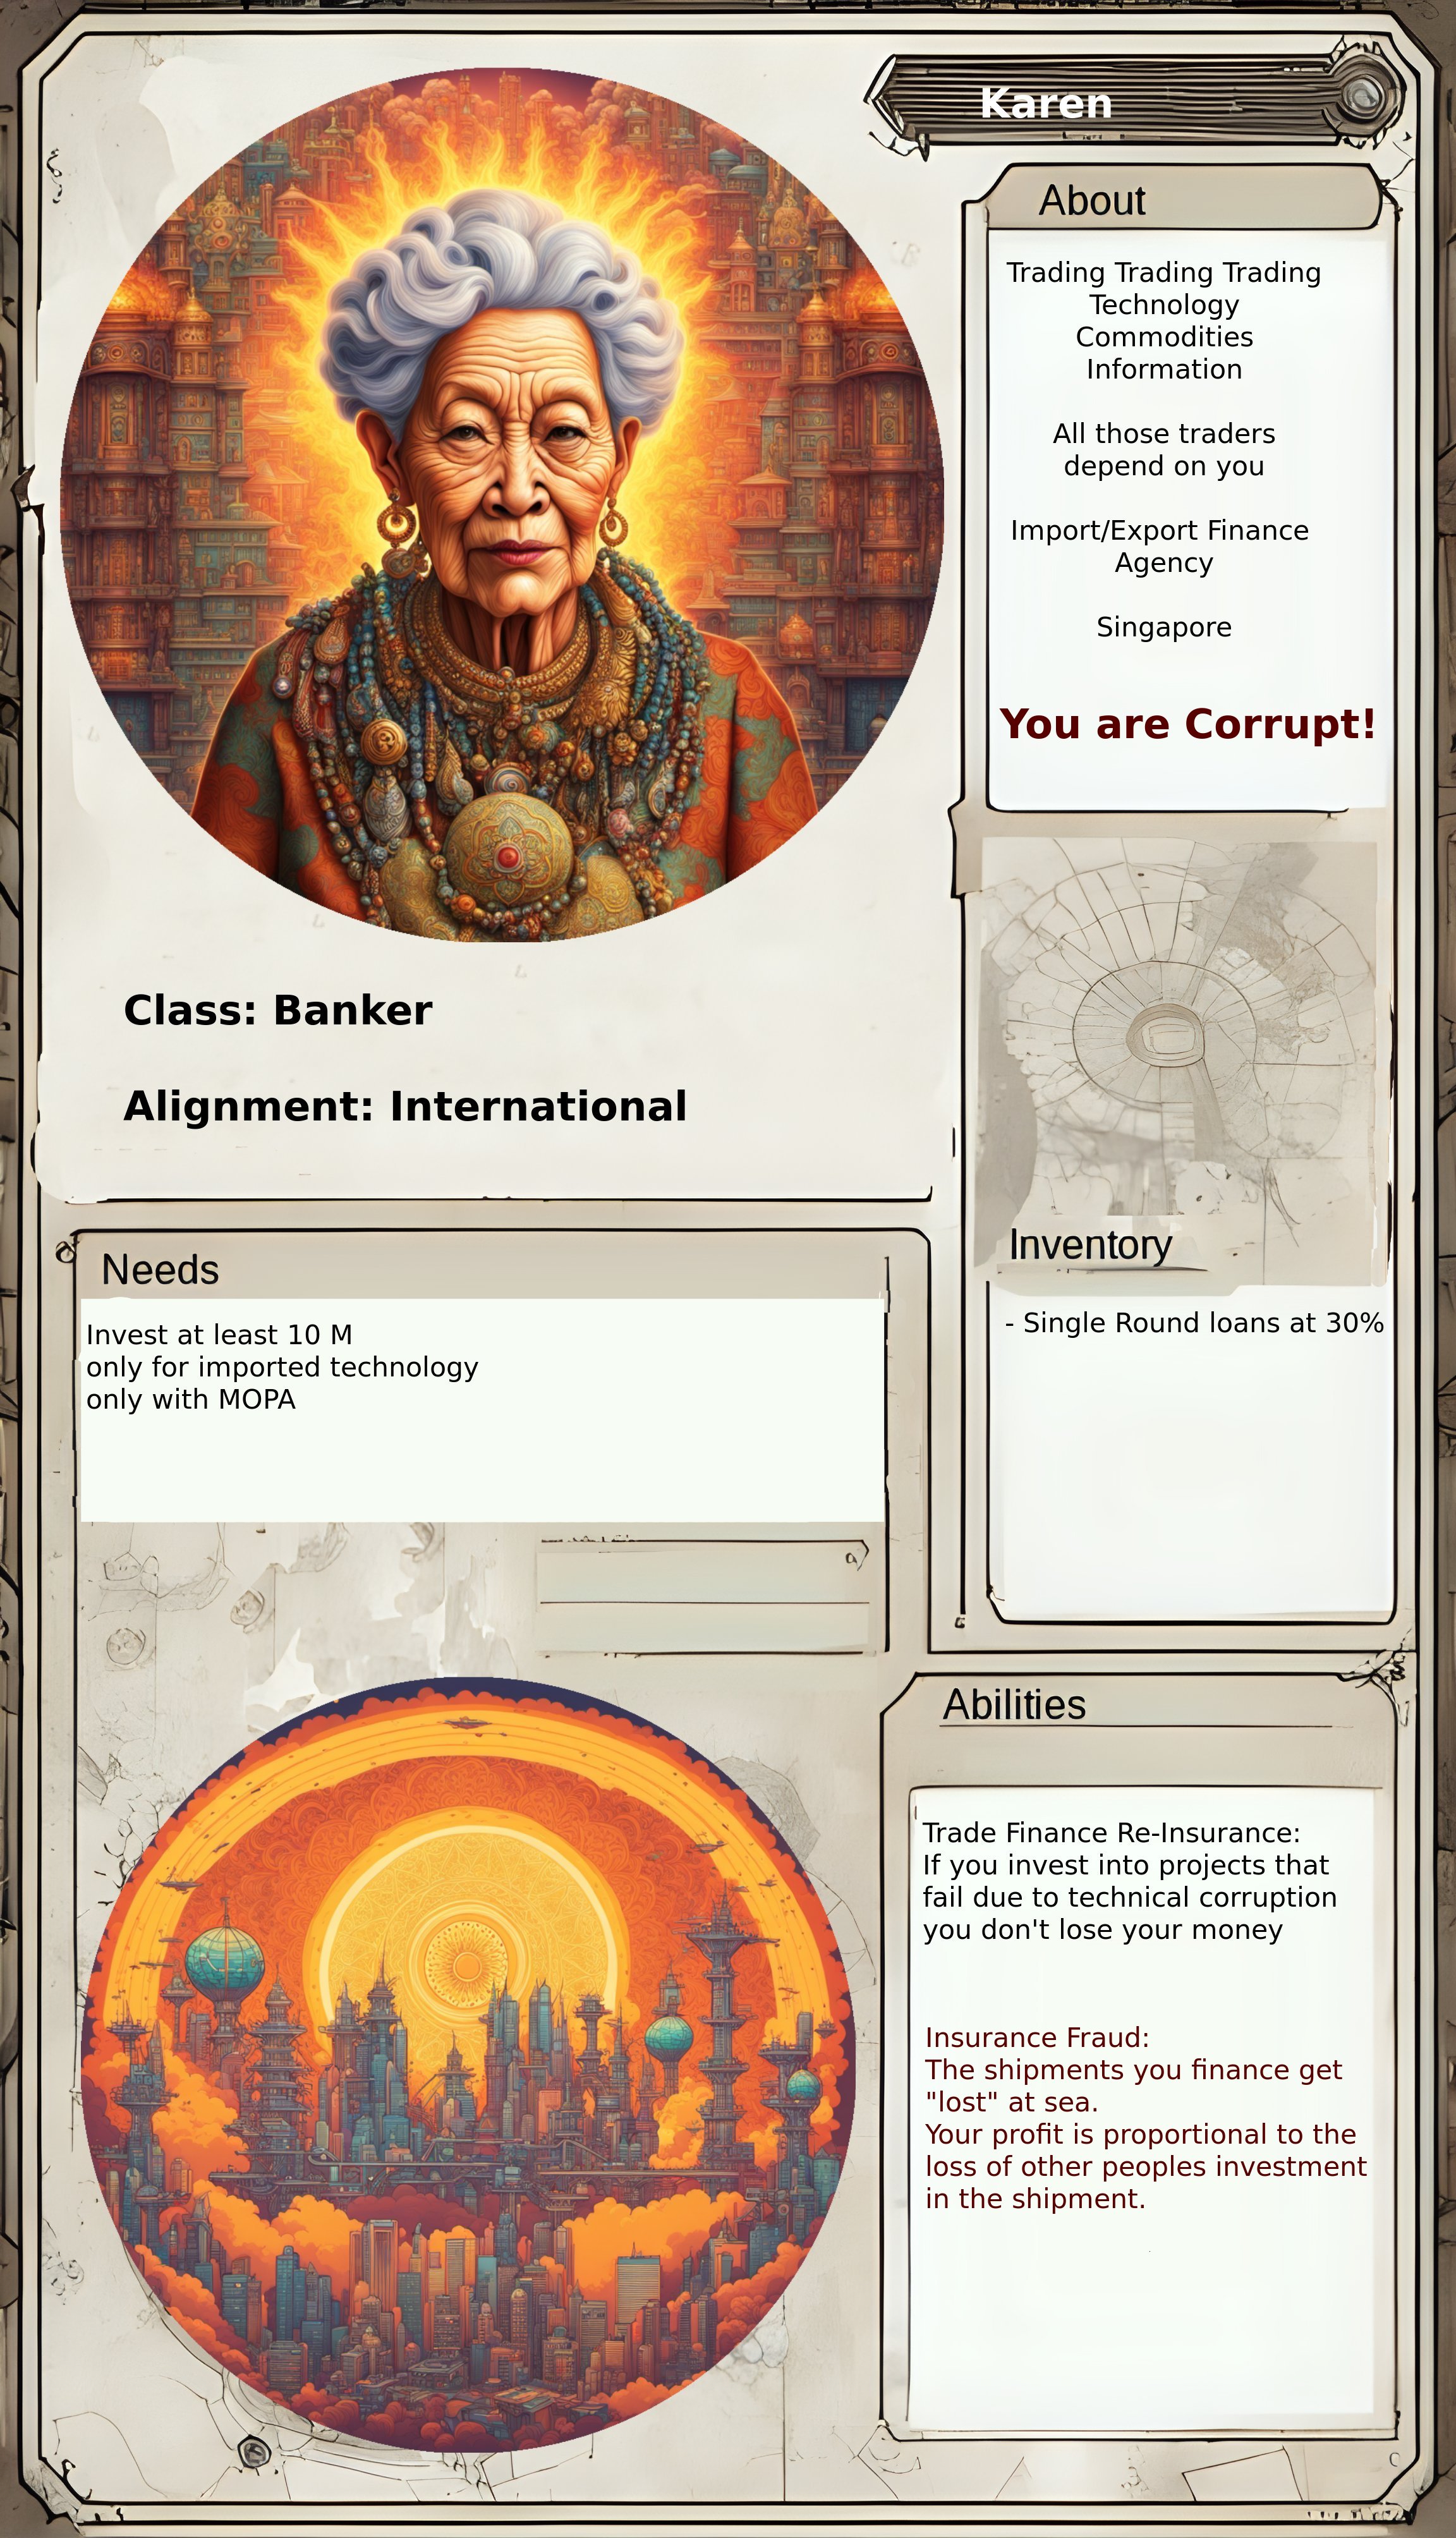 Karen
About
Trading Trading Trading
Technology
Commodities
Information
All those traders
depend on you
Import/Export Finance
Agency
Singapore
You are Corrupt!
Class: Banker
Alignment: International
Needs
Invest at least 10 M
only for imported technology
only with MOPA
Inventory
- Single Round loans at 30%
Abilities
Trade Finance Re-Insurance:
If you invest into projects that
fail due to technical corruption
you don't lose your money
Insurance Fraud:
The shipments you finance get
"lost" at sea.
Your profit is proportional to the
loss of other peoples investment
in the shipment.